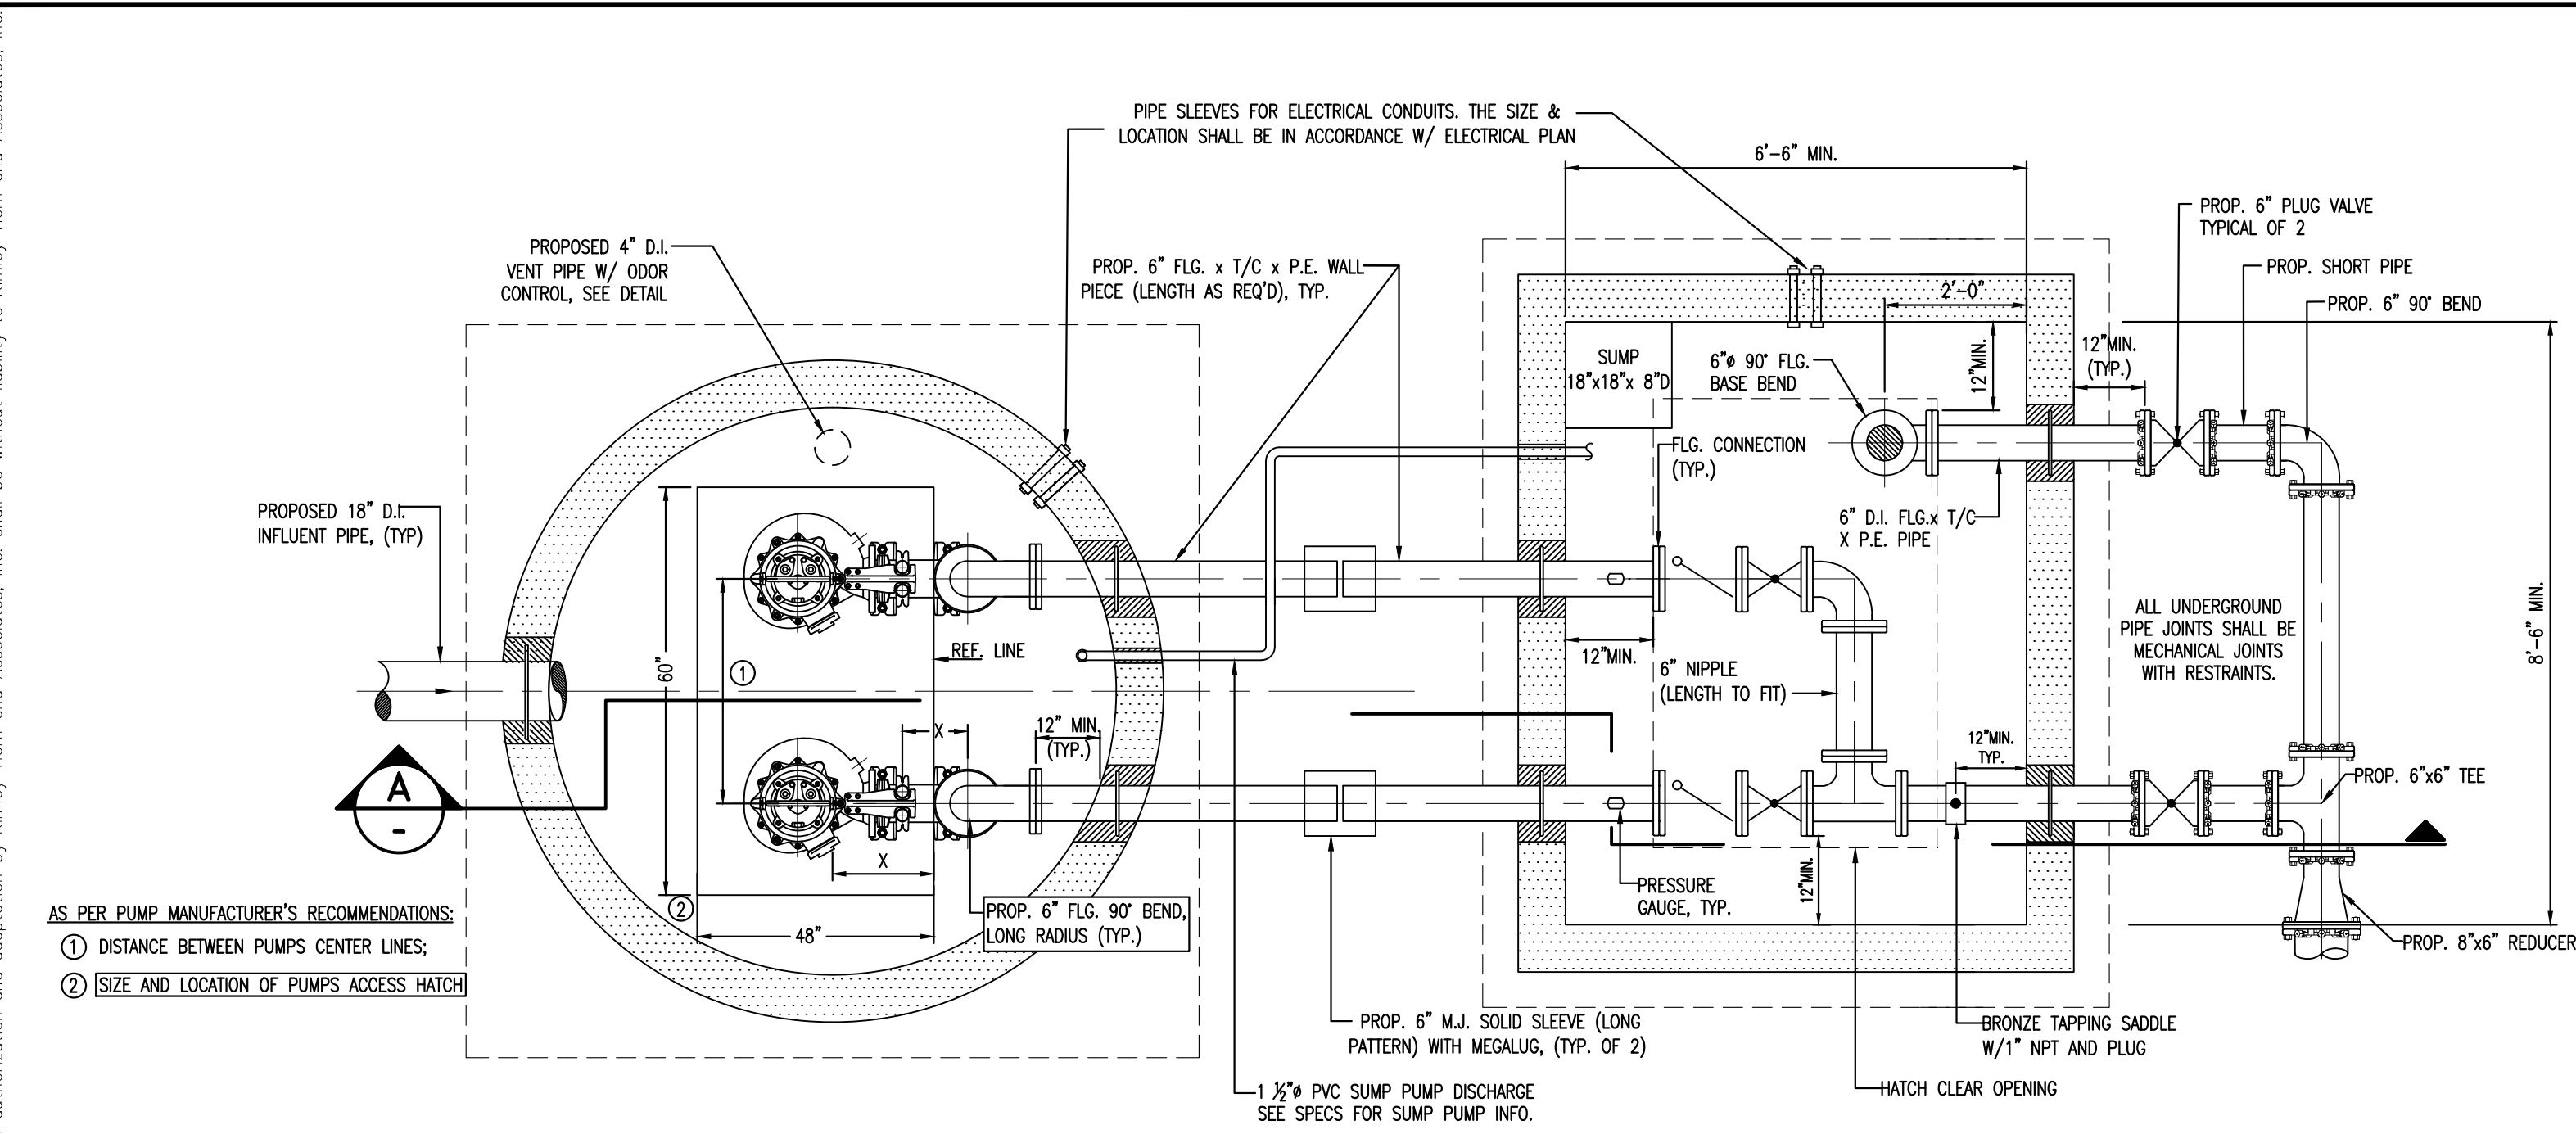 PIPE SLEEVES FOR ELECTRICAL CONDUITS. THE SIZE &
LOCATION SHALL BE IN ACCORDANCE W/ ELECTRICAL PLAN
6'-6" MIN.
PROP. 6" PLUG VALVE
TYPICAL OF 2
PROPOSED 4" D.I.
VENT PIPE W/ ODOR
CONTROL, SEE DETAIL
PROP. 6" FLG. x T/C x P.E. WALL
PIECE (LENGTH AS REQ'D), TYP.
PROP. SHORT PIPE
2'-0"
PROP. 6" 90° BEND
12"MIN.
(TYP.)
12"MIN.
SUMP
18"x18"x 8"D
6"ø 90° FLG.
BASE BEND
FLG. CONNECTION
(TYP.)
PROPOSED 18" D.I.
INFLUENT PIPE, (TYP)
6" D.I. FLG.x T/C
X P.E. PIPE
ALL UNDERGROUND
PIPE JOINTS SHALL BE
MECHANICAL JOINTS
WITH RESTRAINTS.
8'-6" MIN.
REF. LINE
60"
1
12"MIN.
6" NIPPLE
(LENGTH TO FIT)
X
12" MIN.
(TYP.)
12"MIN.
TYP.
PROP. 6"x6" TEE
A
-
X
12"MIN.
PRESSURE
GAUGE, TYP.
2
48"
PROP. 6" FLG. 90° BEND,
LONG RADIUS (TYP.)
PROP. 8"x6" REDUCER
AS PER PUMP MANUFACTURER'S RECOMMENDATIONS:
1 DISTANCE BETWEEN PUMPS CENTER LINES;
2 SIZE AND LOCATION OF PUMPS ACCESS HATCH
PROP. 6" M.J. SOLID SLEEVE (LONG
PATTERN) WITH MEGALUG, (TYP. OF 2)
BRONZE TAPPING SADDLE
W/1" NPT AND PLUG
1 ½"ø PVC SUMP PUMP DISCHARGE
SEE SPECS FOR SUMP PUMP INFO.
HATCH CLEAR OPENING